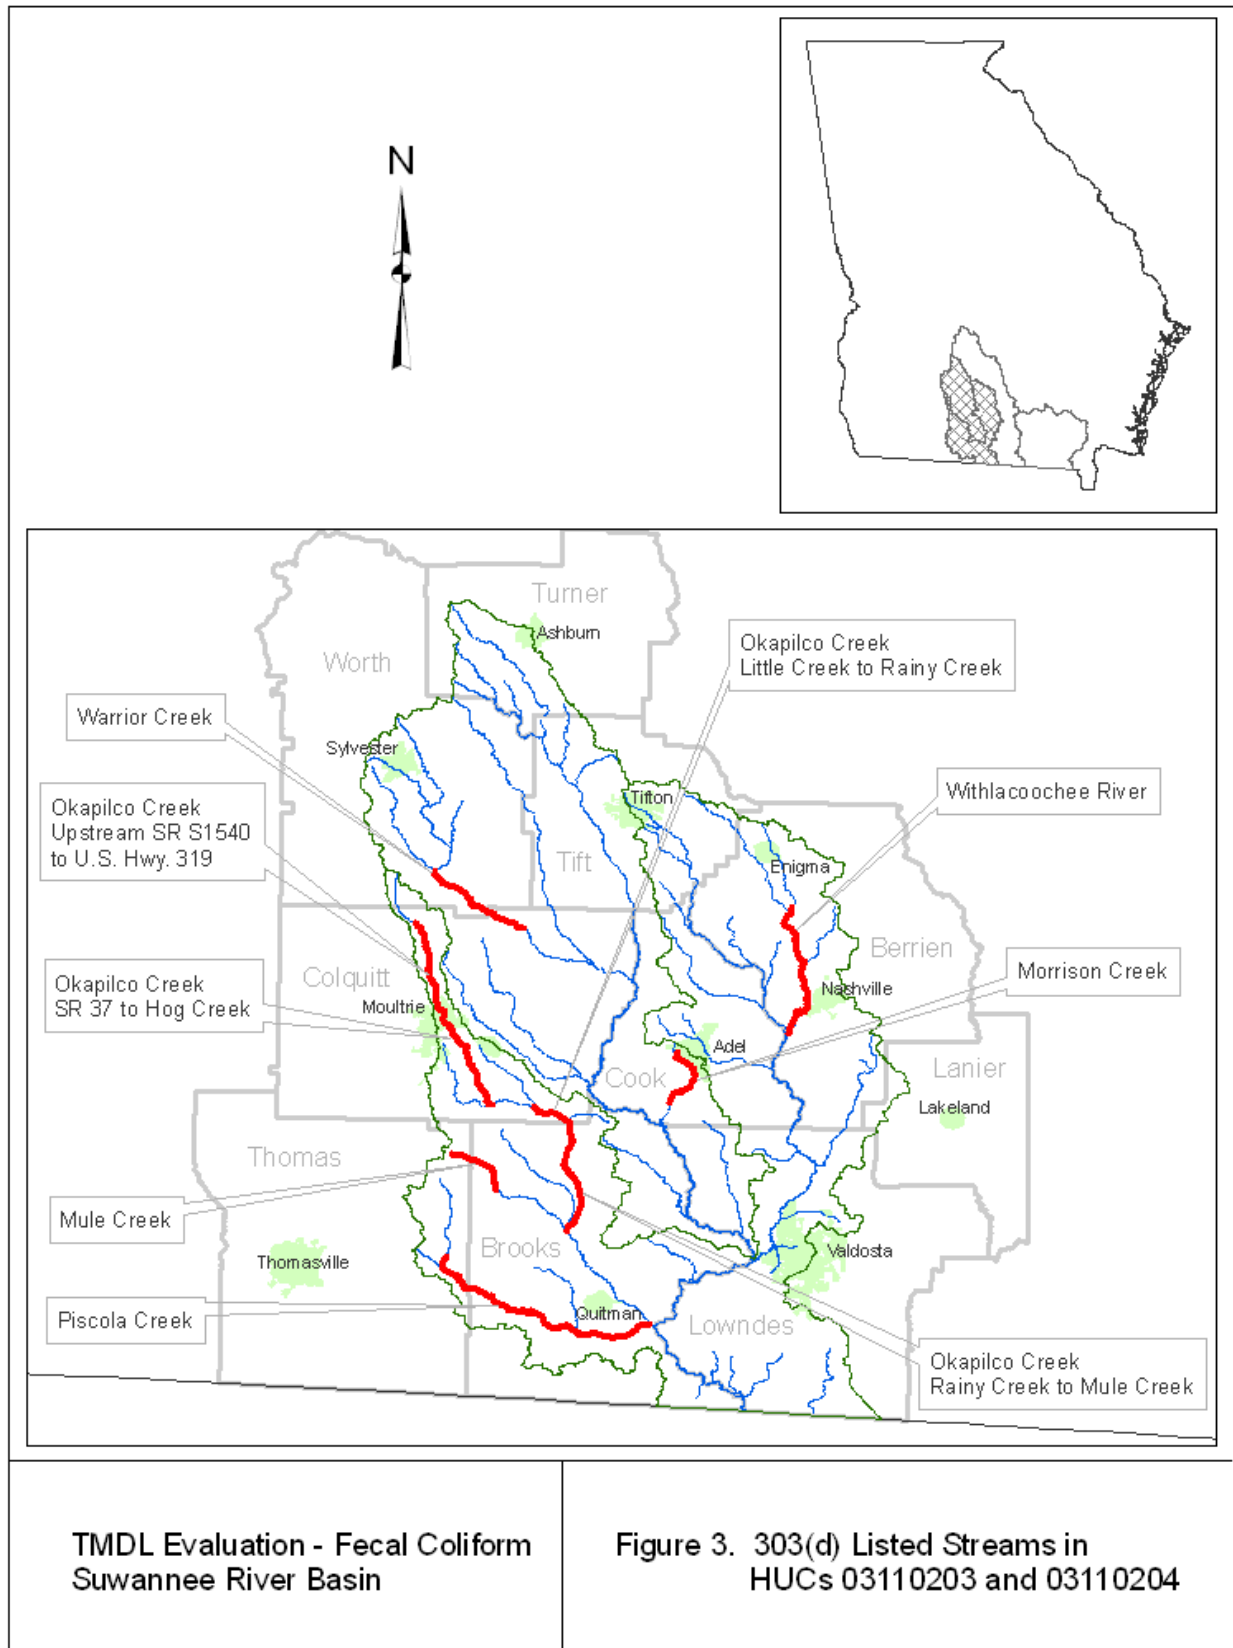 N
Turner
Ashburn
Worth
Okapilco Creek
Little Creek to Rainy Creek
Warrior Creek
Sylvester
Tifton
Withlacoochee River
Okapilco Creek
Upstream SR S1540
to U.S. Hwy. 319
Tift
Enigma
Berrien
Colquitt
Morrison Creek
Okapilco Creek
SR 37 to Hog Creek
Moultrie
Nashville
Adel
Cook
Lanier
Lakeland
Thomas
Mule Creek
Brooks
Valdosta
Thomasville
Piscola Creek
Quitman
Lowndes
Okapilco Creek
Rainy Creek to Mule Creek
TMDL Evaluation - Fecal Coliform
Suwannee River Basin
Figure 3. 303(d) Listed Streams in
HUCs 03110203 and 03110204